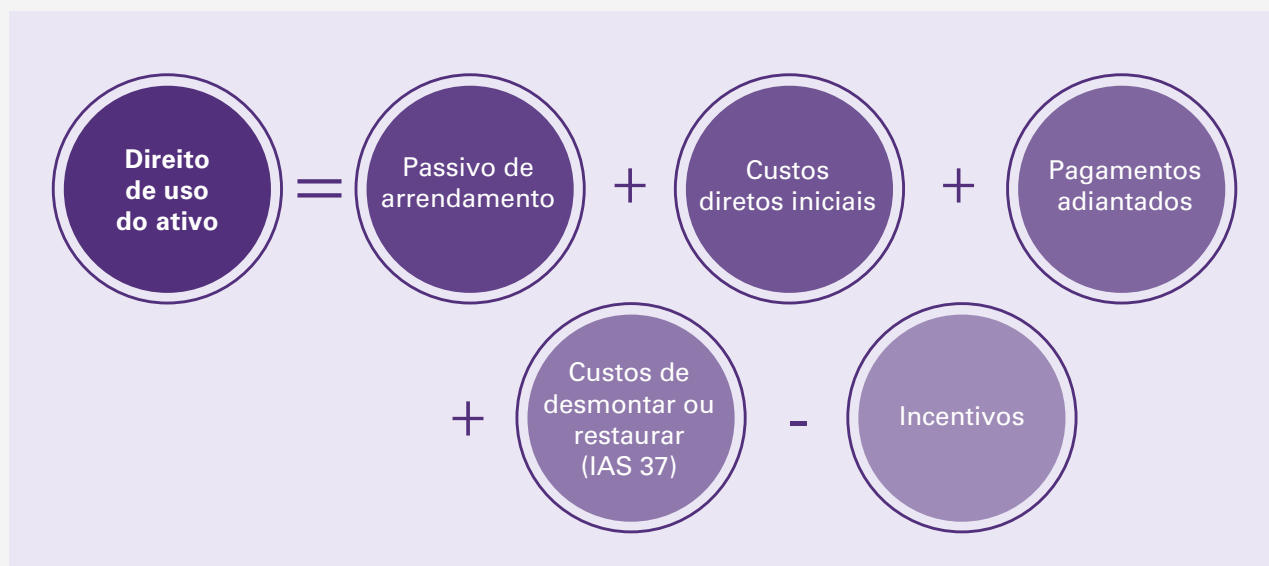 Direito
de uso
do ativo
=
Passivo de
arrendamento
+
Custos
diretos iniciais
+
Pagamentos
adiantados
+
Custos de
desmontar ou
restaurar
(IAS 37)
-
Incentivos